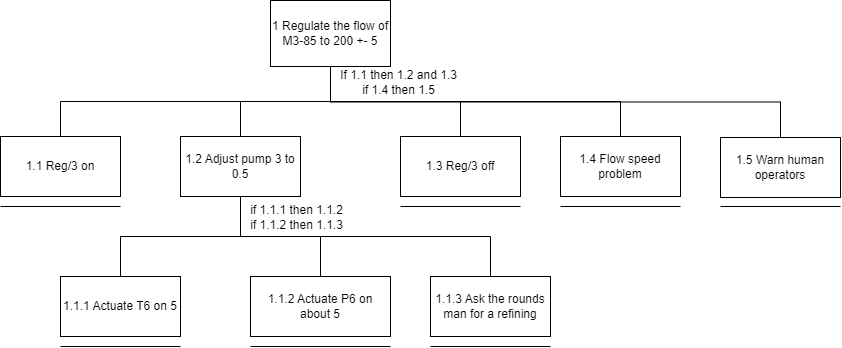 1 Regulate the flow of
M3-85 to 200 +- 5
If 1.1 then 1.2 and 1.3
if 1.4 then 1.5
1.1 Reg/3 on
1.2 Adjust pump 3 to
0.5
1.3 Reg/3 off
1.4 Flow speed
problem
1.5 Warn human
operators
if 1.1.1 then 1.1.2
if 1.1.2 then 1.1.3
1.1.1 Actuate T6 on 5
1.1.2 Actuate P6 on
about 5
1.1.3 Ask the rounds
man for a refining